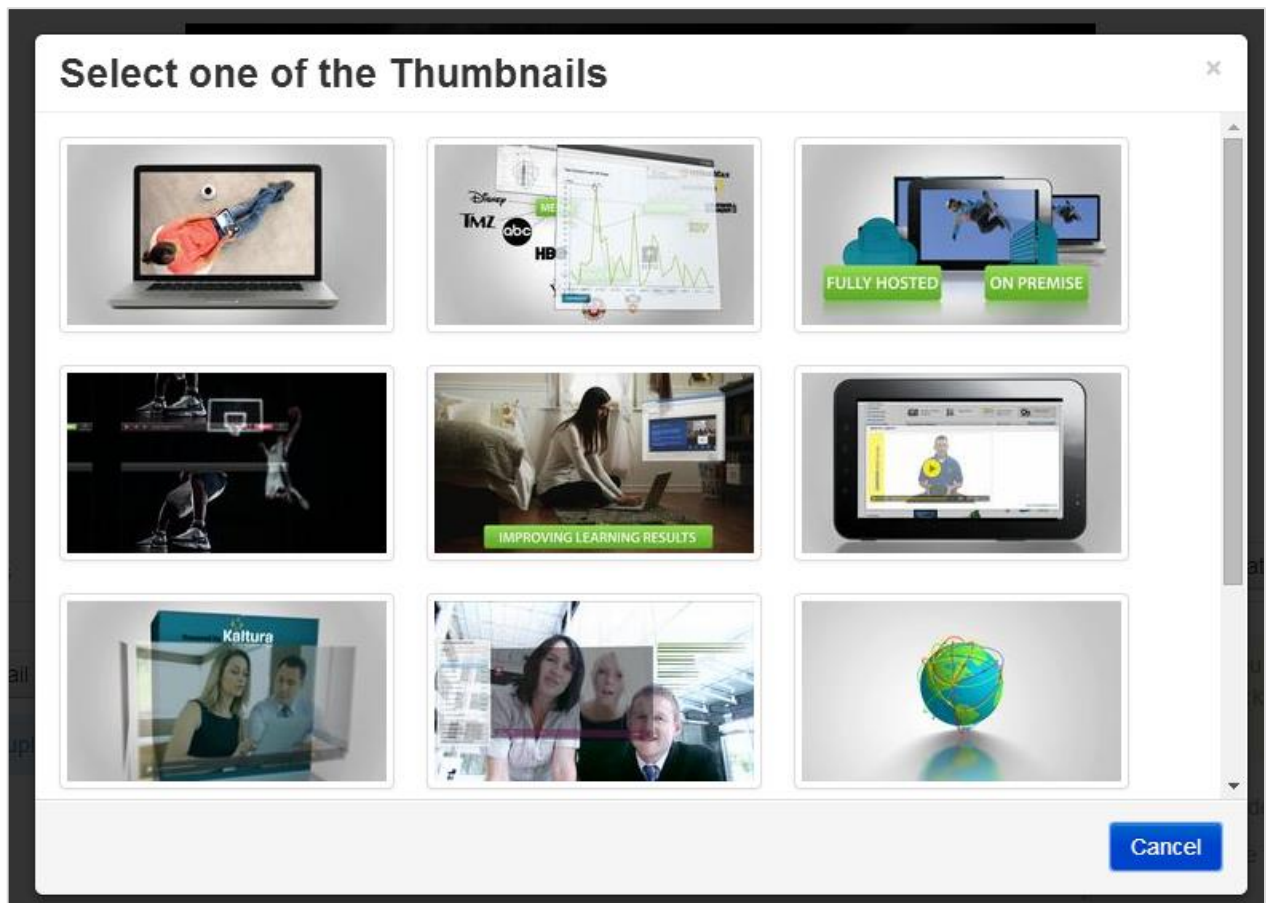 Select one of the Thumbnails
×
Disney
TMZ
abc
HB
FULLY HOSTED
ON PREMISE
IMPROVING LEARNING RESULTS
Kaltura
Cancel